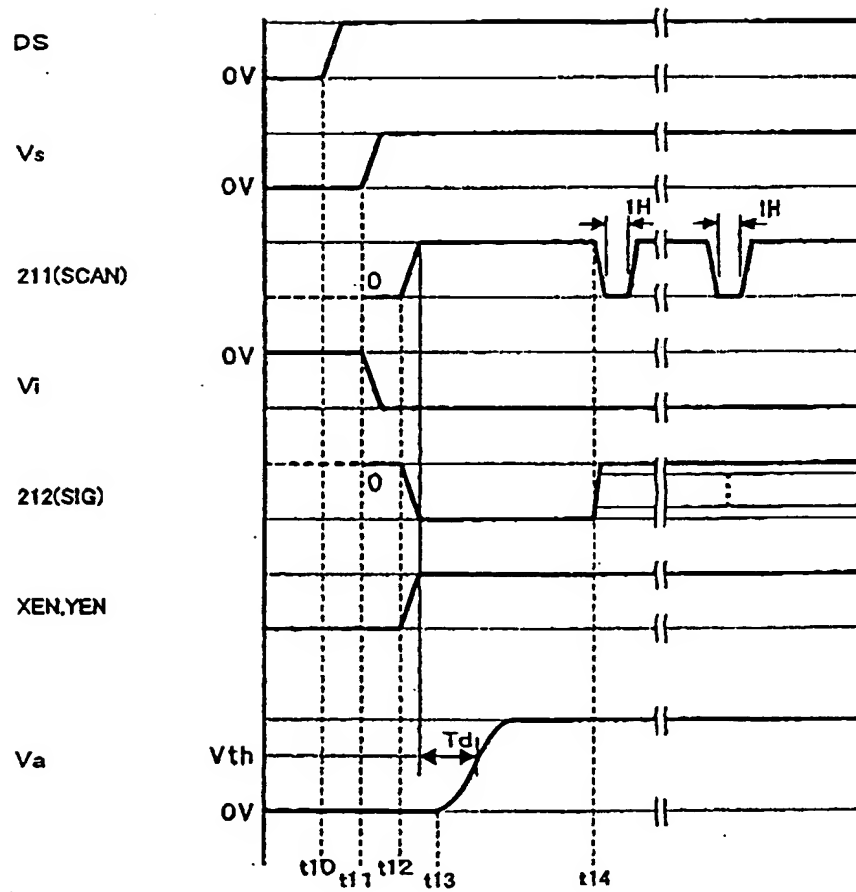 DS
0V
Vs
0V
1H
1H
211(SCAN)
0
0V
Vi
212(SIG)
0
XEN,YEN
Va
Vth
Td
0V
t10
t11
t12
t13
t14